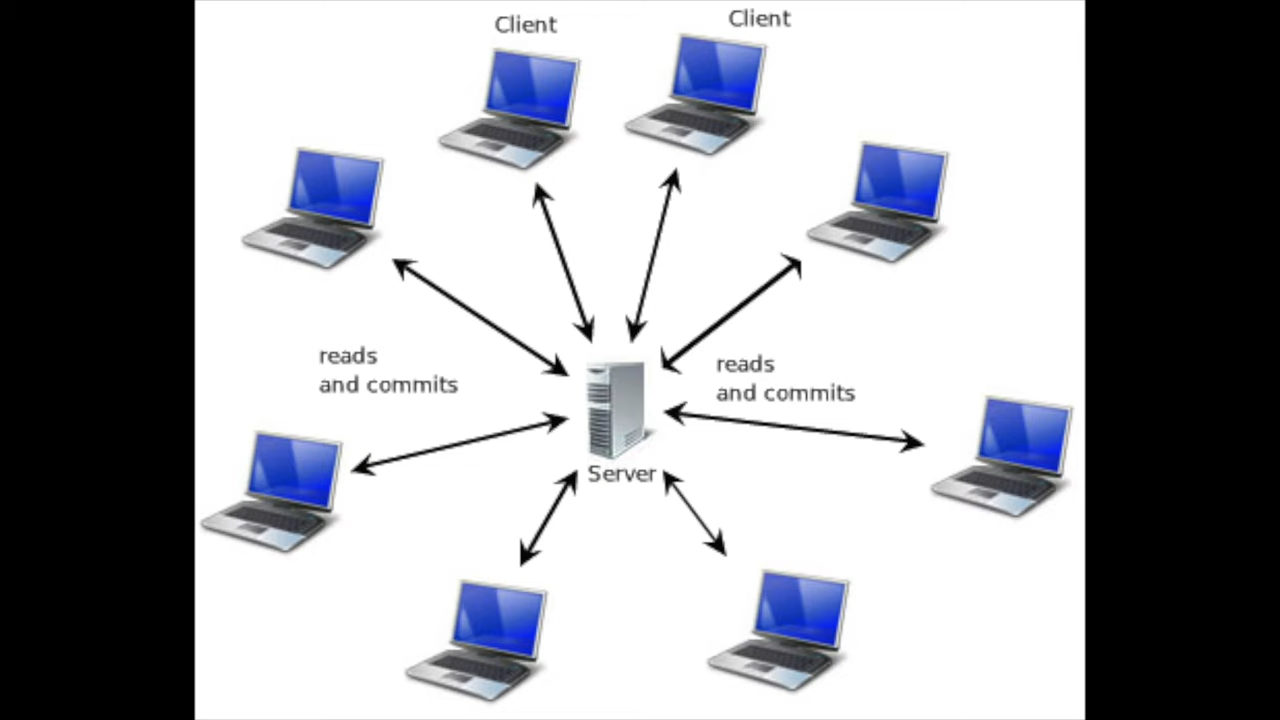 Client
Client
reads
and commits
reads
and commits
Server